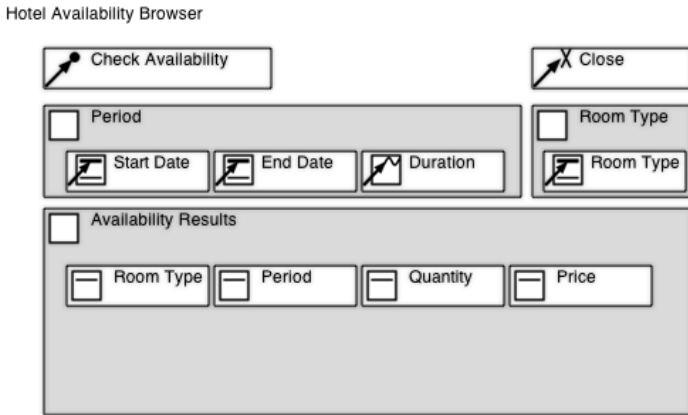 Hotel Availability Browser
Check Availability
Close
Period
Room Type
Start Date
End Date
Duration
Room Type
Availability Results
Room Type
Period
Quantity
Price